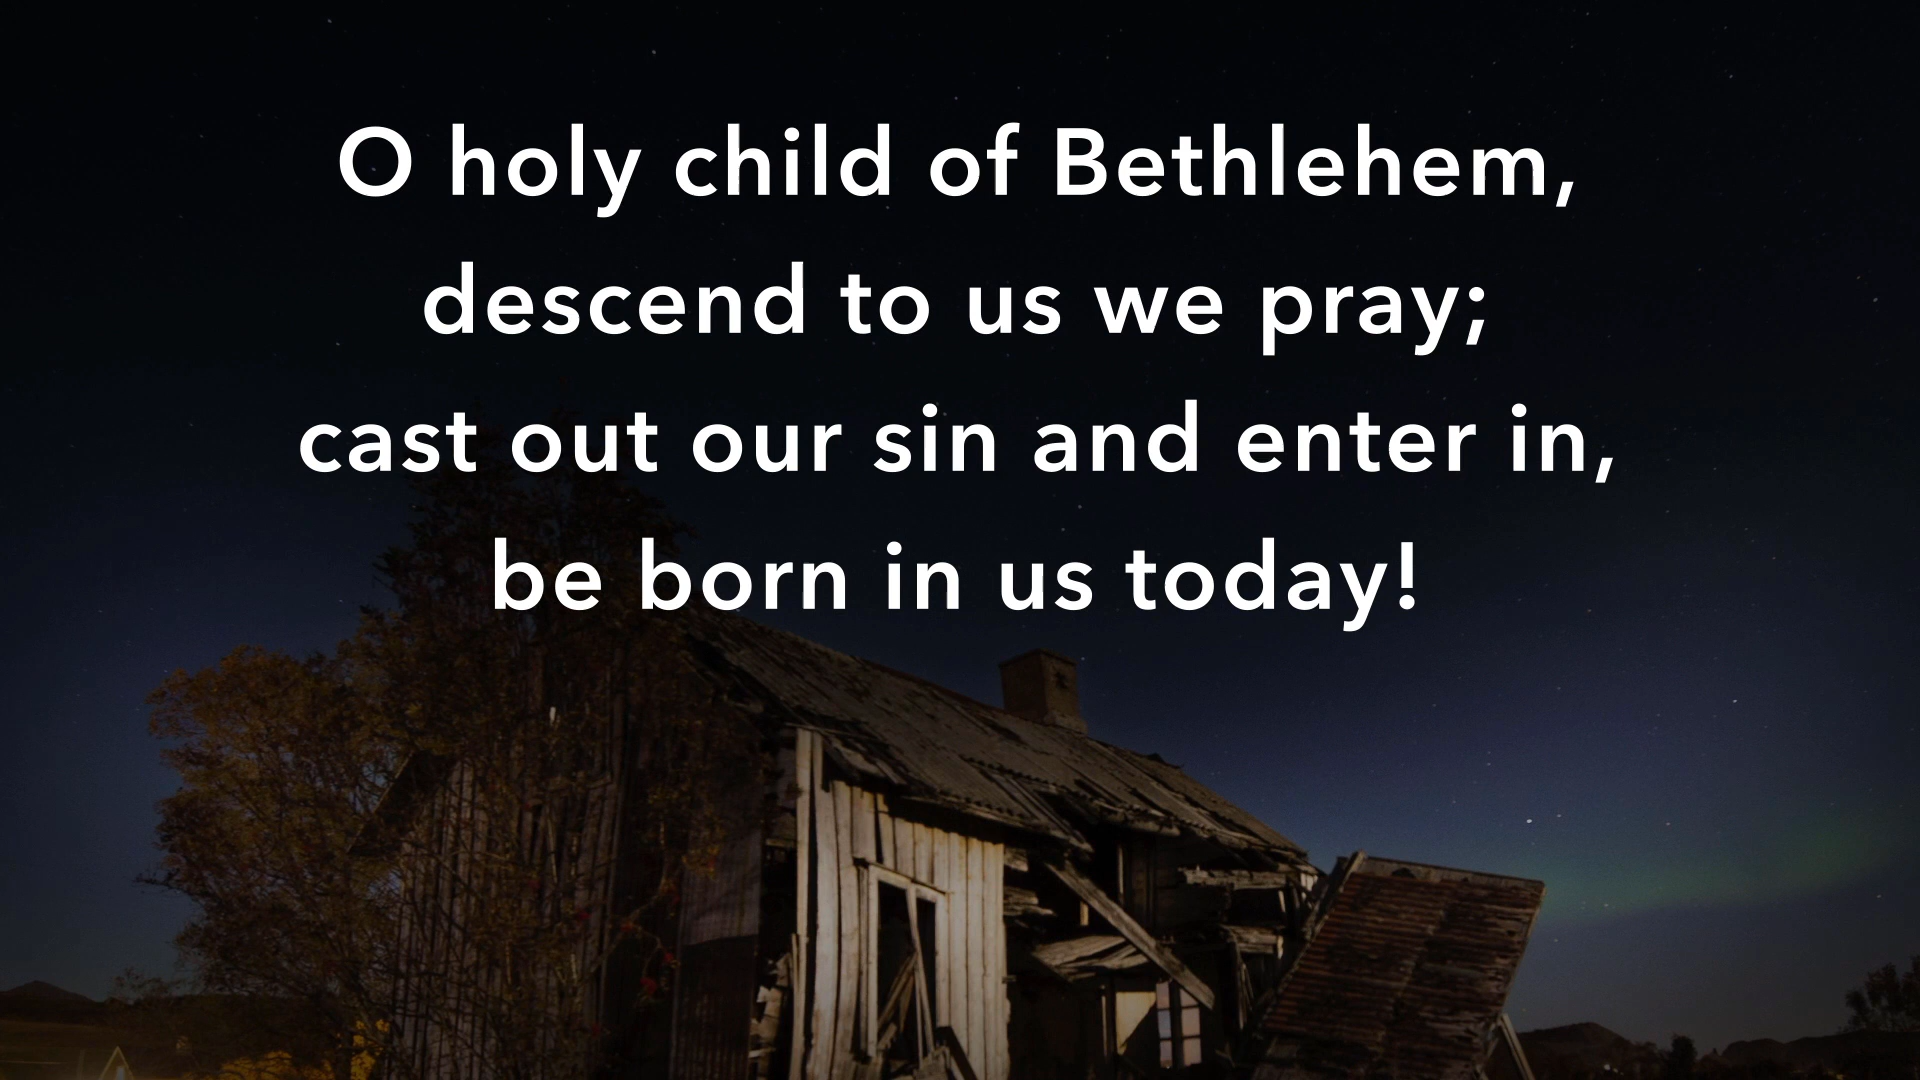 O holy child of Bethlehem,
descend to us we pray;
cast out our sin and enter in,
be born in us today!